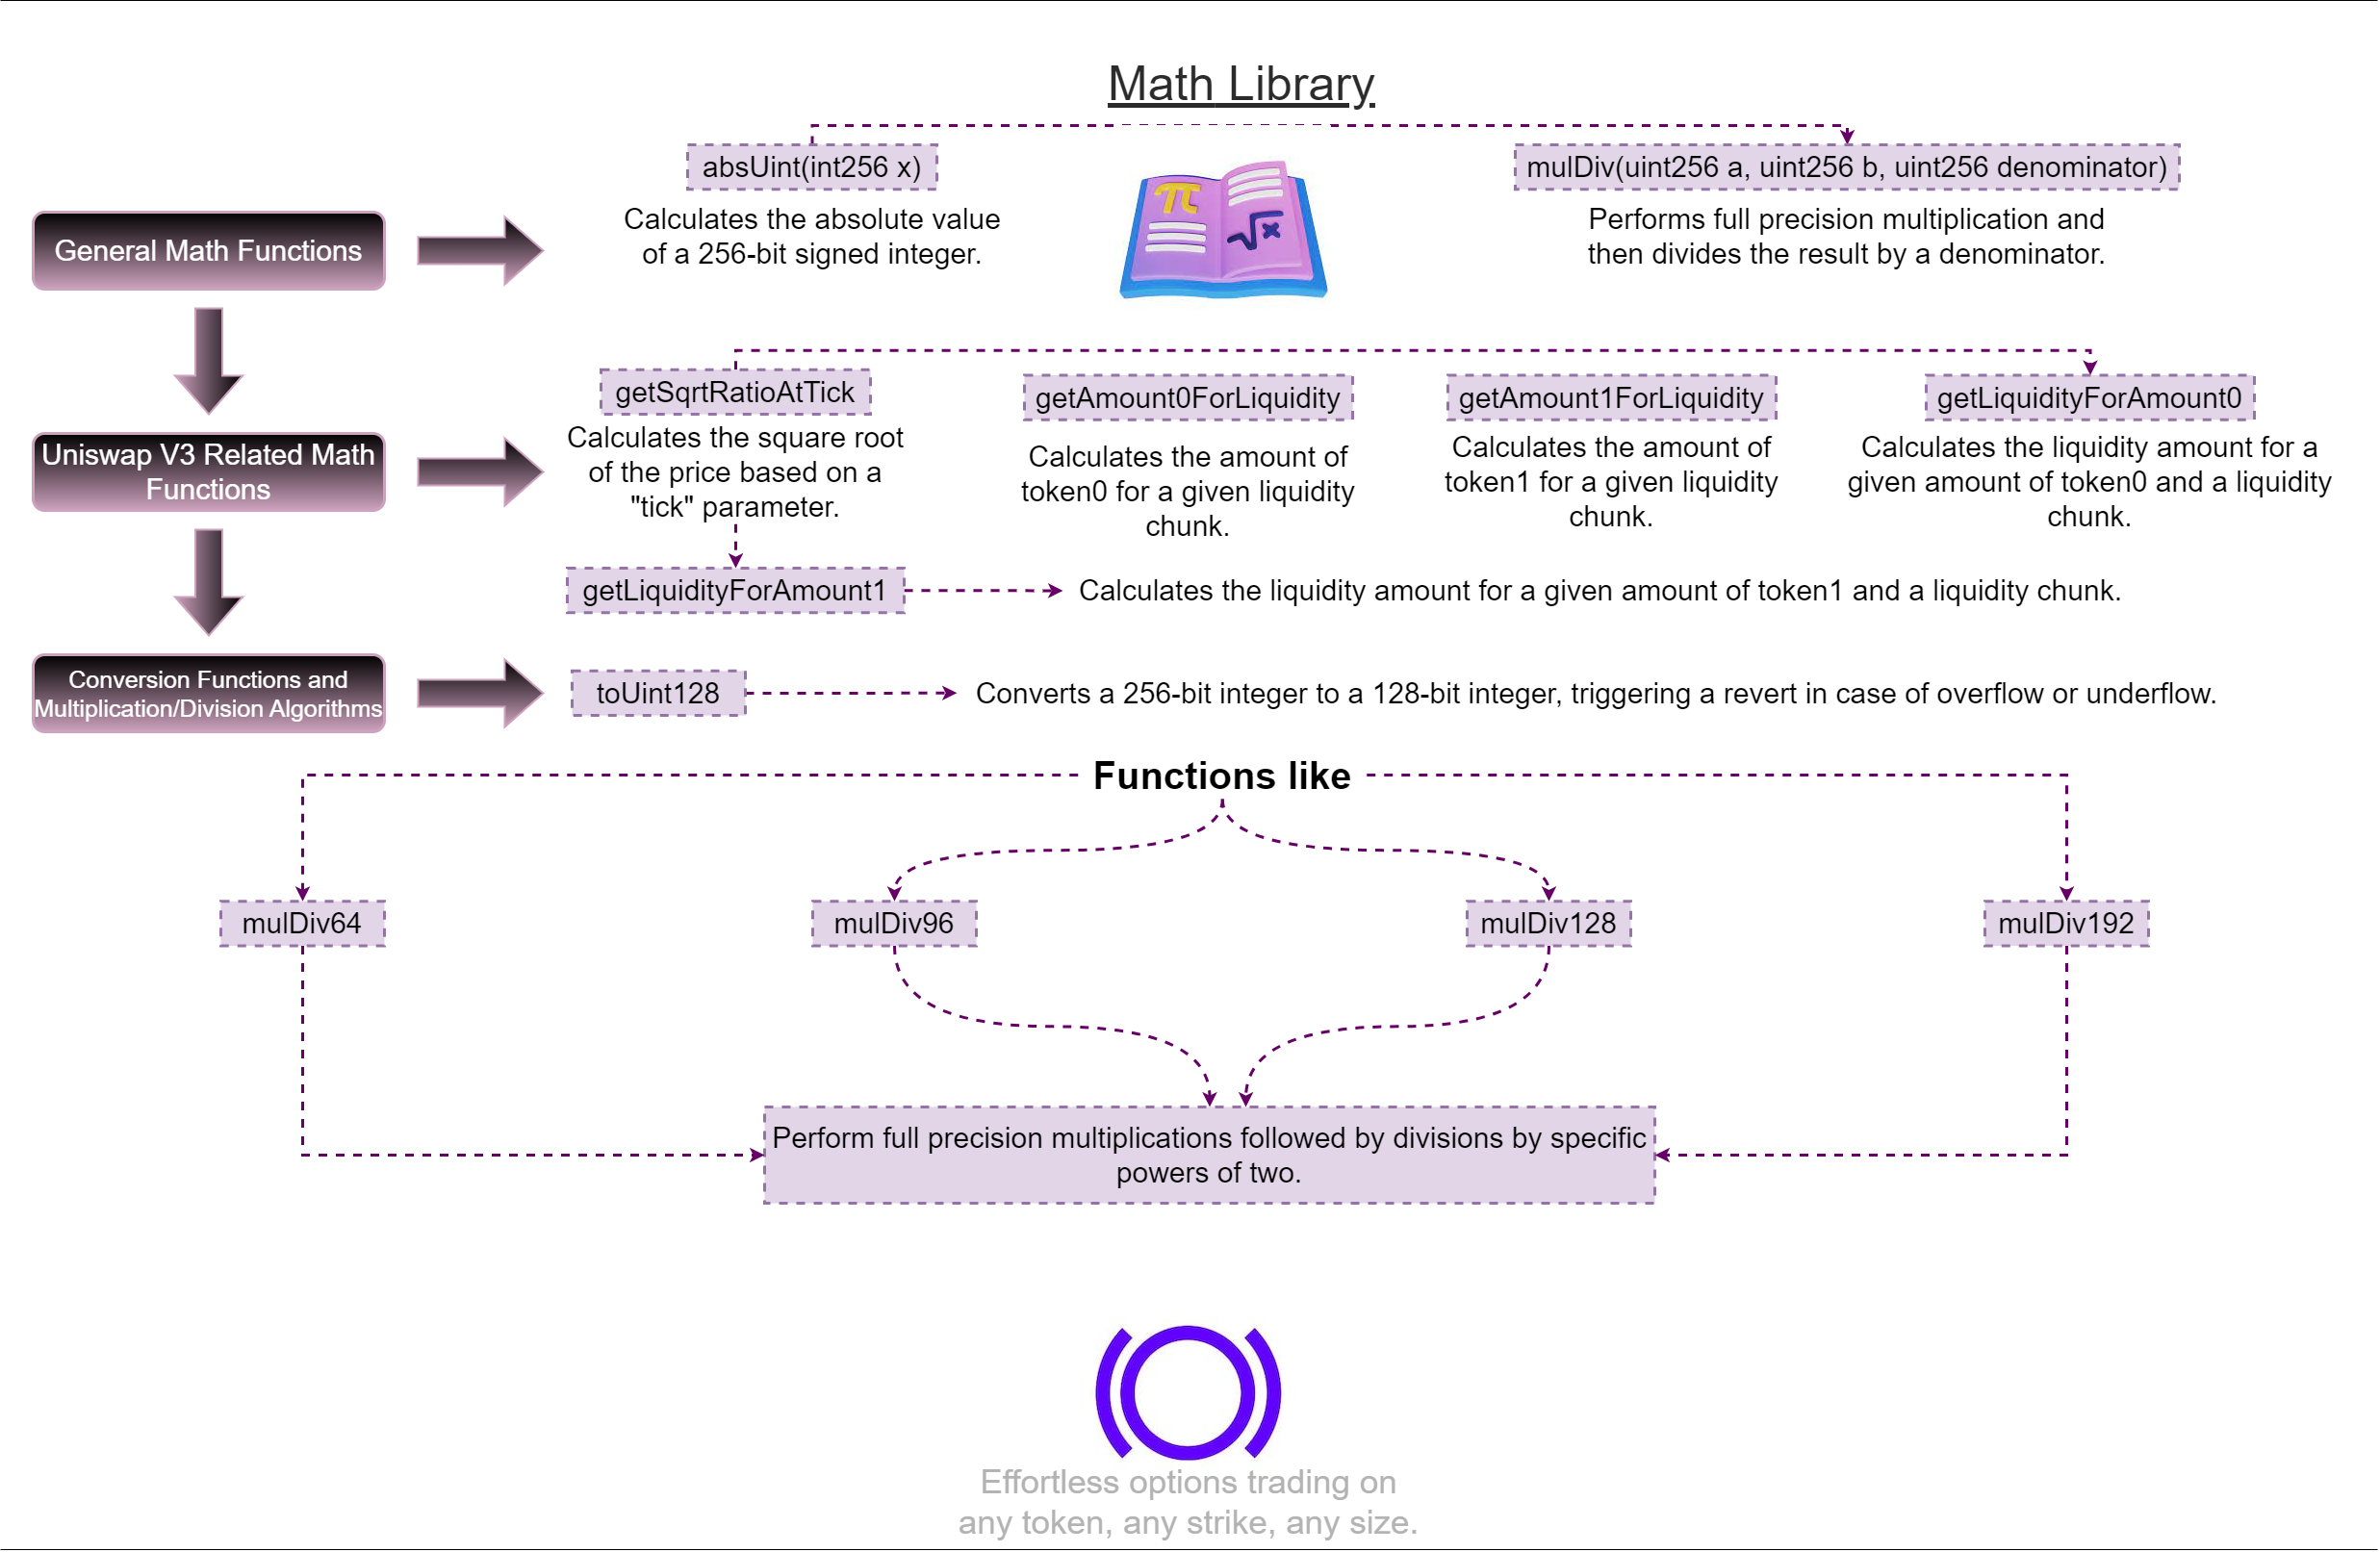 Math Library
absUint(int256 x)
Calculates the absolute value
of a 256-bit signed integer.
mulDiv(uint256 a, uint256 b, uint256 denominator)
Performs full precision multiplication and
then divides the result by a denominator.
General Math Functions
getSqrtRatioAtTick
Calculates the square root
of the price based on a
"tick" parameter.
getAmount0ForLiquidity
Calculates the amount of
token0 for a given liquidity
chunk.
getAmount1ForLiquidity
Calculates the amount of
token1 for a given liquidity
chunk.
getLiquidityForAmount0
Calculates the liquidity amount for a
given amount of token0 and a liquidity
chunk.
Uniswap V3 Related Math
Functions
getLiquidityForAmount1
Calculates the liquidity amount for a given amount of token1 and a liquidity chunk.
Conversion Functions and
Multiplication/Division Algorithms
toUint128
Converts a 256-bit integer to a 128-bit integer, triggering a revert in case of overflow or underflow.
Functions like
mulDiv64
mulDiv96
mulDiv128
mulDiv192
Perform full precision multiplications followed by divisions by specific
powers of two.
Effortless options trading on
any token, any strike, any size.